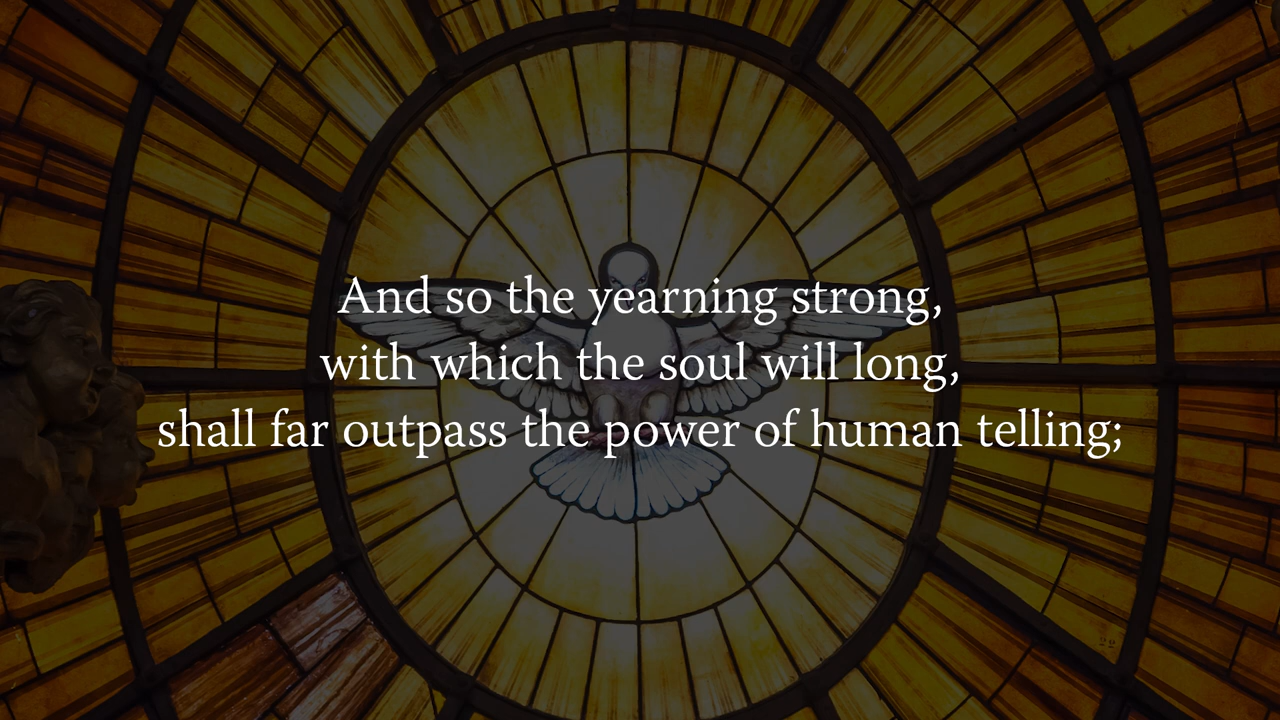 And so the yearning strong,
with which the soul will long,
shall far outpass the power of human telling;